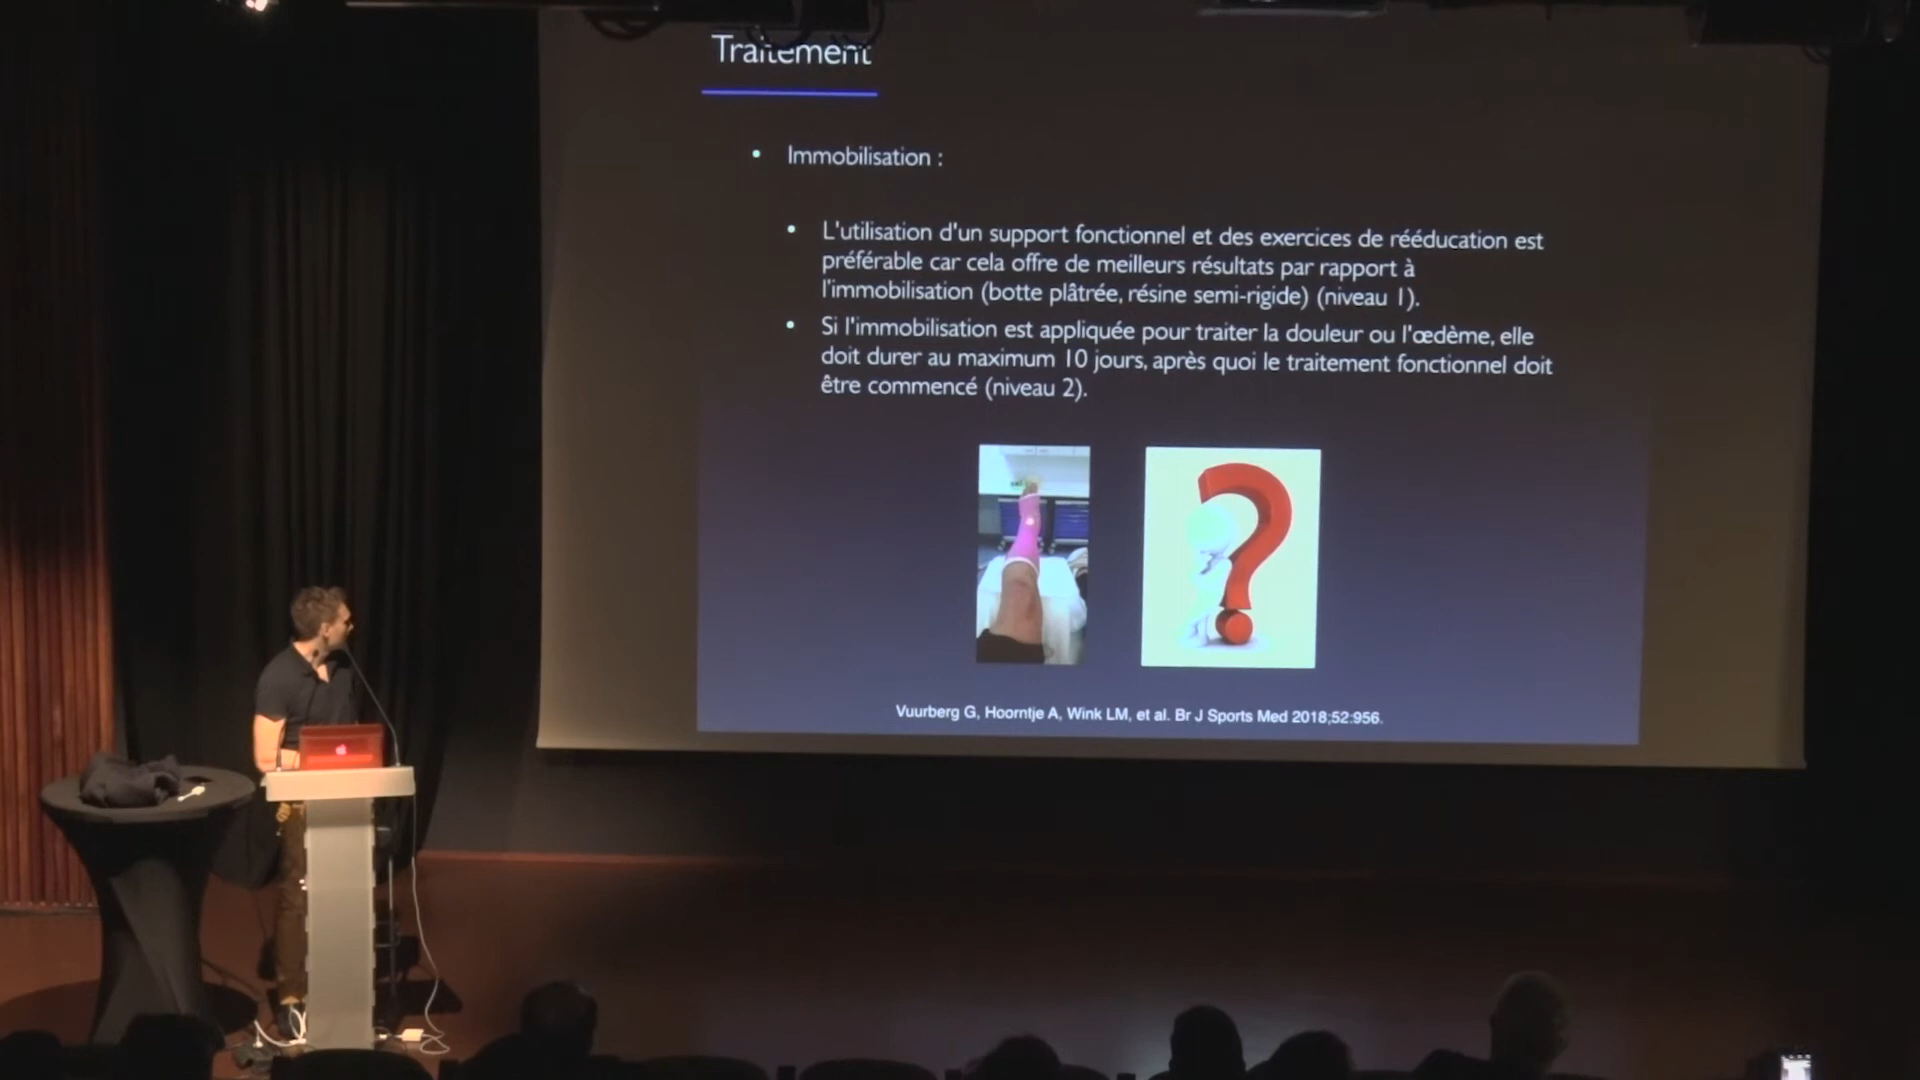 Traitement
• Immobilisation :
• L'utilisation d'un support fonctionnel et des exercices de rééducation est
préférable car cela offre de meilleurs résultats par rapport à
l'immobilisation (botte plâtrée, résine semi-rigide) (niveau 1).
• Si l'immobilisation est appliquée pour traiter la douleur ou l'œdème, elle
doit durer au maximum 10 jours, après quoi le traitement fonctionnel doit
être commencé (niveau 2).
?
Vuurberg G, Hoorntje A, Wink LM, et al. Br J Sports Med 2018;52:956.